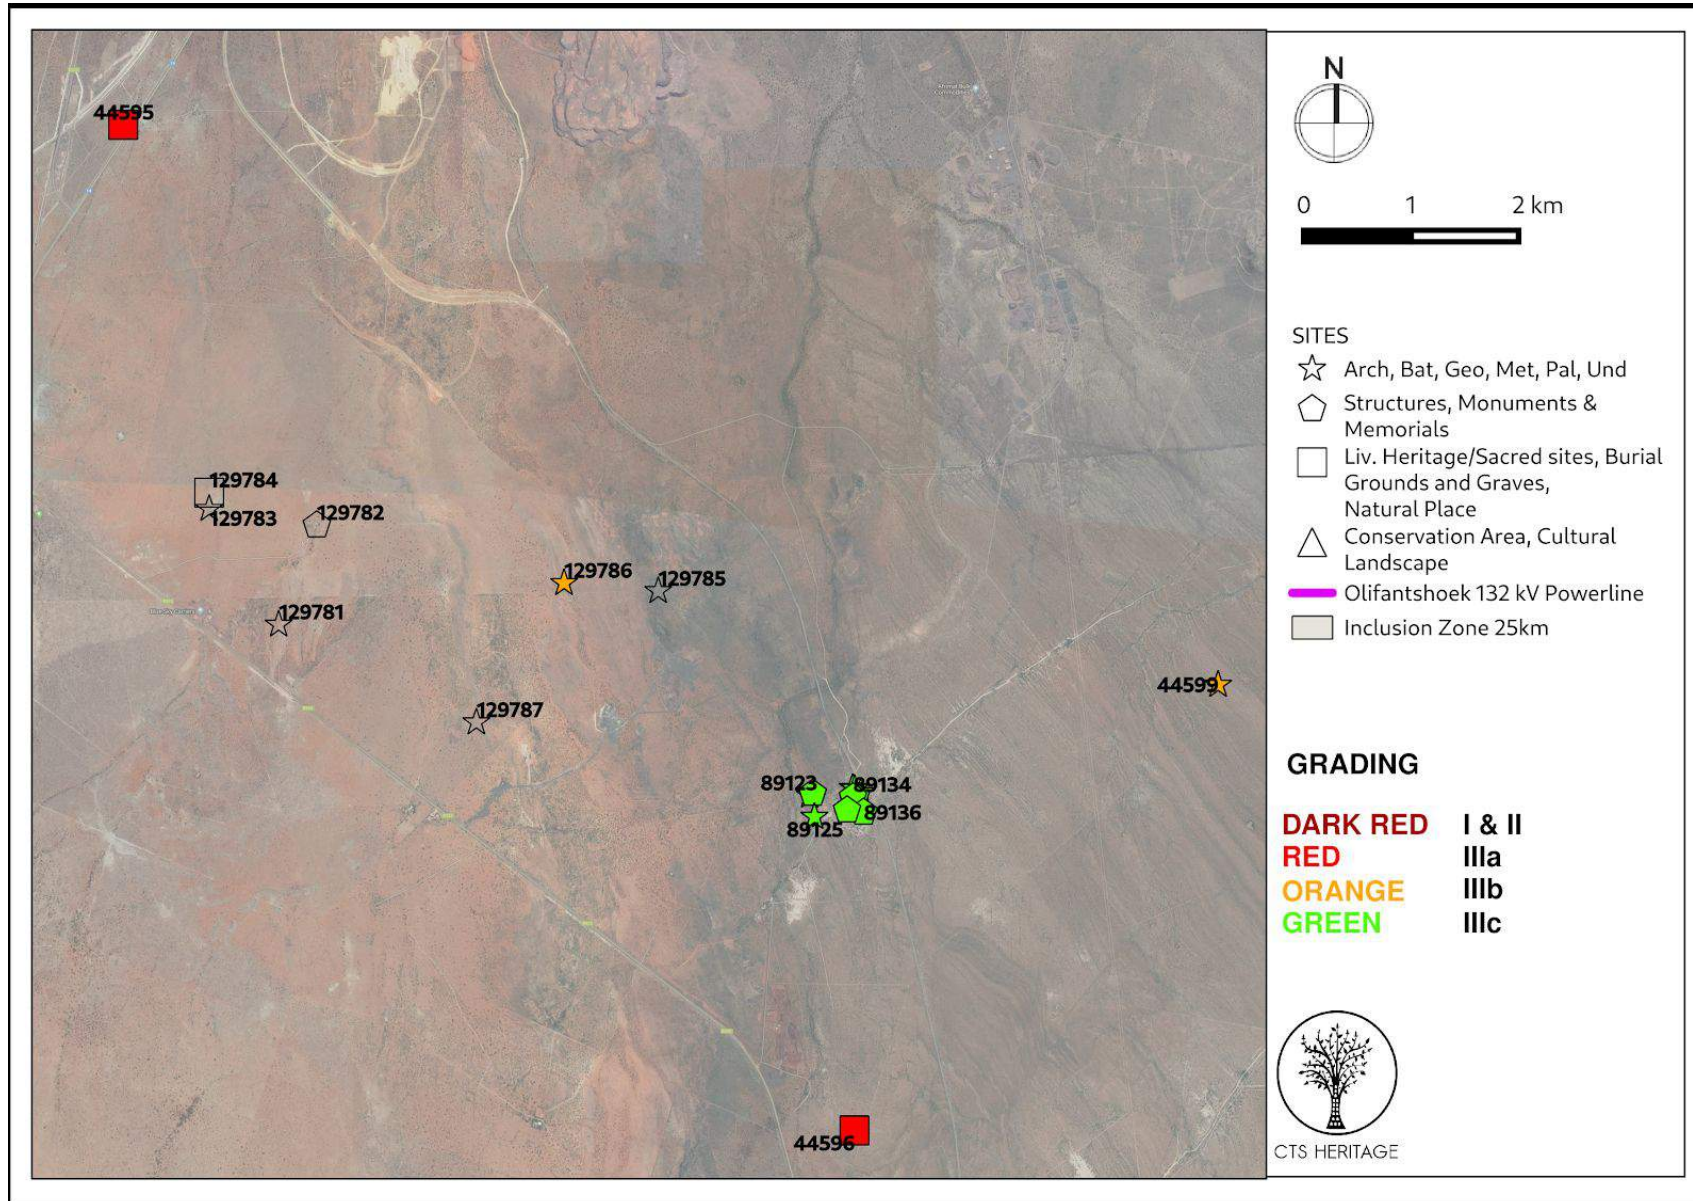 44595
129784
129783
129782
129786
129785
129781
44599
129787
89123
89134
89136
89125
44596
N
0 1 2 km
SITES
Arch, Bat, Geo, Met, Pal, Und
Structures, Monuments &
Memorials
Liv. Heritage/Sacred sites, Burial
Grounds and Graves,
Natural Place
Conservation Area, Cultural
Landscape
Olifantshoek 132 kV Powerline
Inclusion Zone 25km
GRADING
DARK RED I & II
RED IIIa
ORANGE IIIb
GREEN IIIc
CTS HERITAGE